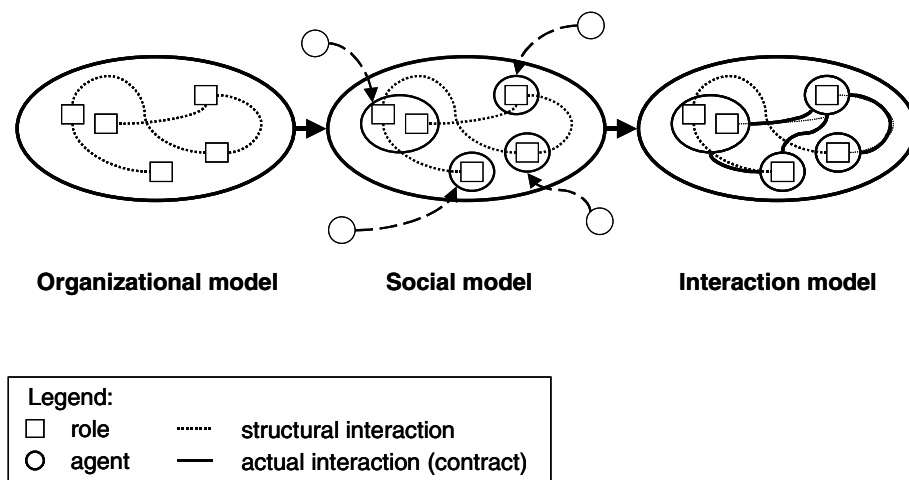 Organizational model
Social model
Interaction model
Legend:
role
structural interaction
agent
actual interaction (contract)